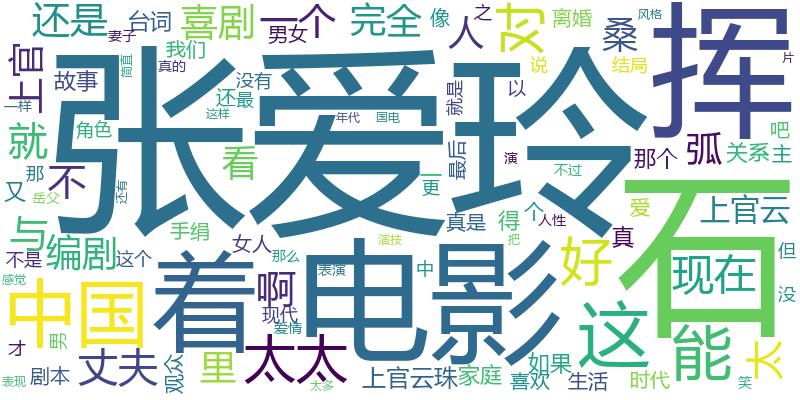 还是
台词
喜剧
一个
男女
完全
像
人
之
妻子
对
离婚
风格
说
桑
结局
挥
片
上官
故事
简直
真的
我们
没有
还最
张爱玲
就是
以
年代
国电
这样
一样
就
角色
看
最后
演
不过
那个
弧
关系
主
吧
那
又
不
岳父
还有
一
更
个
人性
爱
真
上官云
石
与
编剧
不是
这个
手绢
女人
真是
得
把
演技
那么
表演
中
好
现在
但
没
感觉
中国
着
啊
电影
现代
爱情
这
能
太
才
男
表现
剧本
丈夫
观众
里
太太
太多
上官云珠
家庭
如果
喜欢
生活
时代
笑